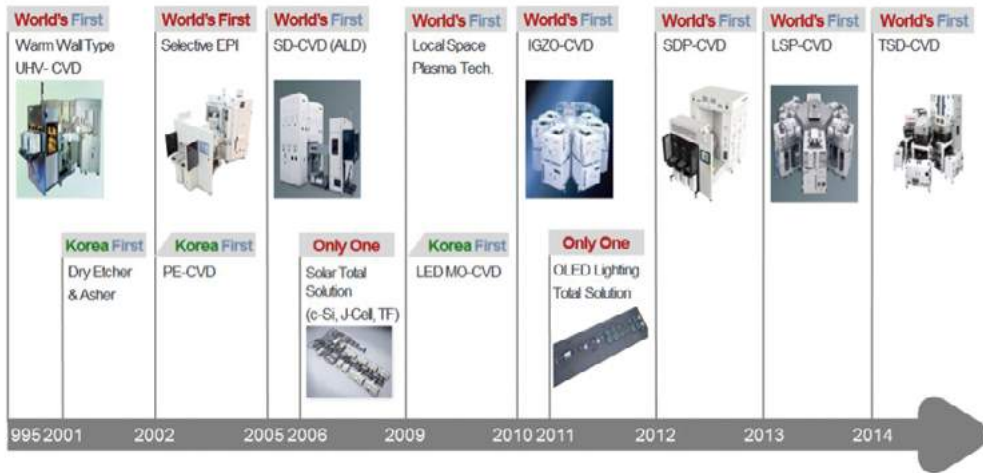 World's First
World's First
World's First
World's First
World's First
World's First
World's First
World's First
Warm Wall Type
UHV- CVD
Selective EPI
SD-CVD (ALD)
Local Space
Plasma Tech.
IGZO-CVD
SDP-CVD
LSP-CVD
TSD-CVD
Korea First
Dry Etcher
& Asher
Korea First
PE-CVD
Only One
Solar Total
Solution
(c-Si, J-Cell, TF)
Korea First
LED MO-CVD
Only One
OLED Lighting
Total Solution
995 2001 2002 2005 2006 2009 2010 2011 2012 2013 2014